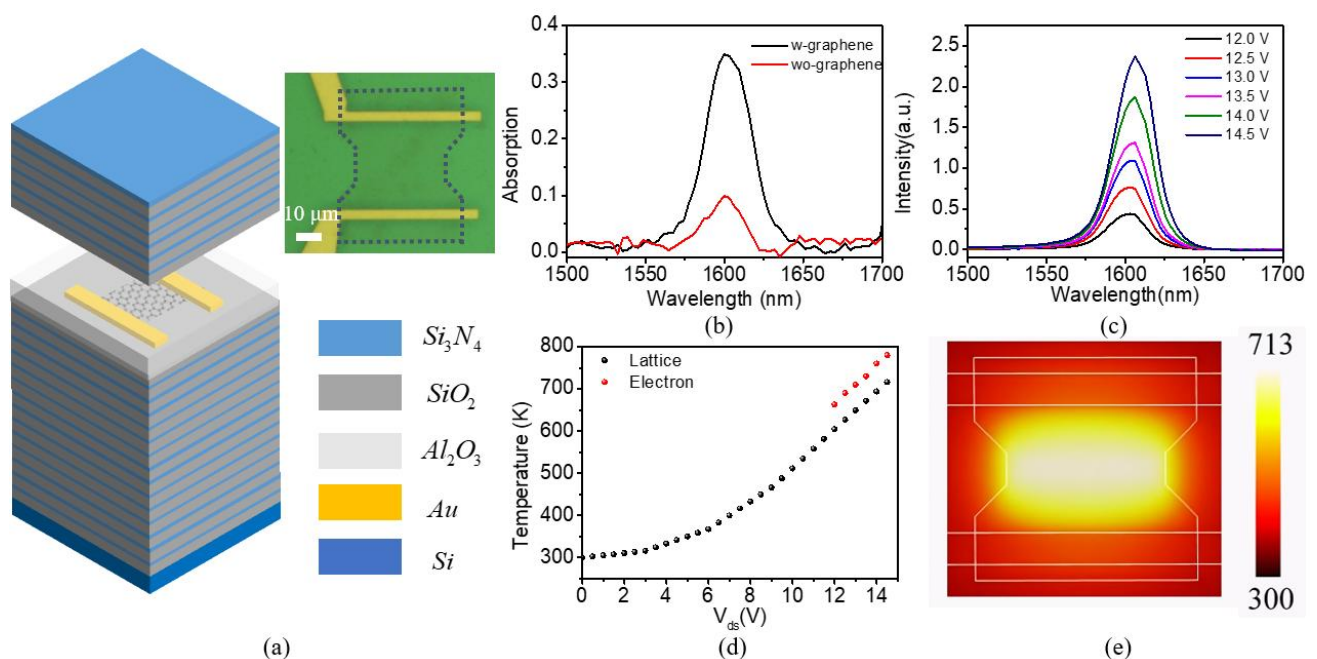 10 μm
Si₃N₄
SiO₂
Al₂O₃
Au
Si
(a)
0.4
0.3
0.2
0.1
0.0
Absorption
w-graphene
wo-graphene
1500
1550
1600
1650
1700
Wavelength (nm)
(b)
2.5
2.0
1.5
1.0
0.5
0.0
Intensity(a.u.)
12.0 V
12.5 V
13.0 V
13.5 V
14.0 V
14.5 V
1500
1550
1600
1650
1700
Wavelength(nm)
(c)
800
700
600
500
400
300
Temperature (K)
Lattice
Electron
0
2
4
6
8
10
12
14
V_ds(V)
(d)
713
300
(e)